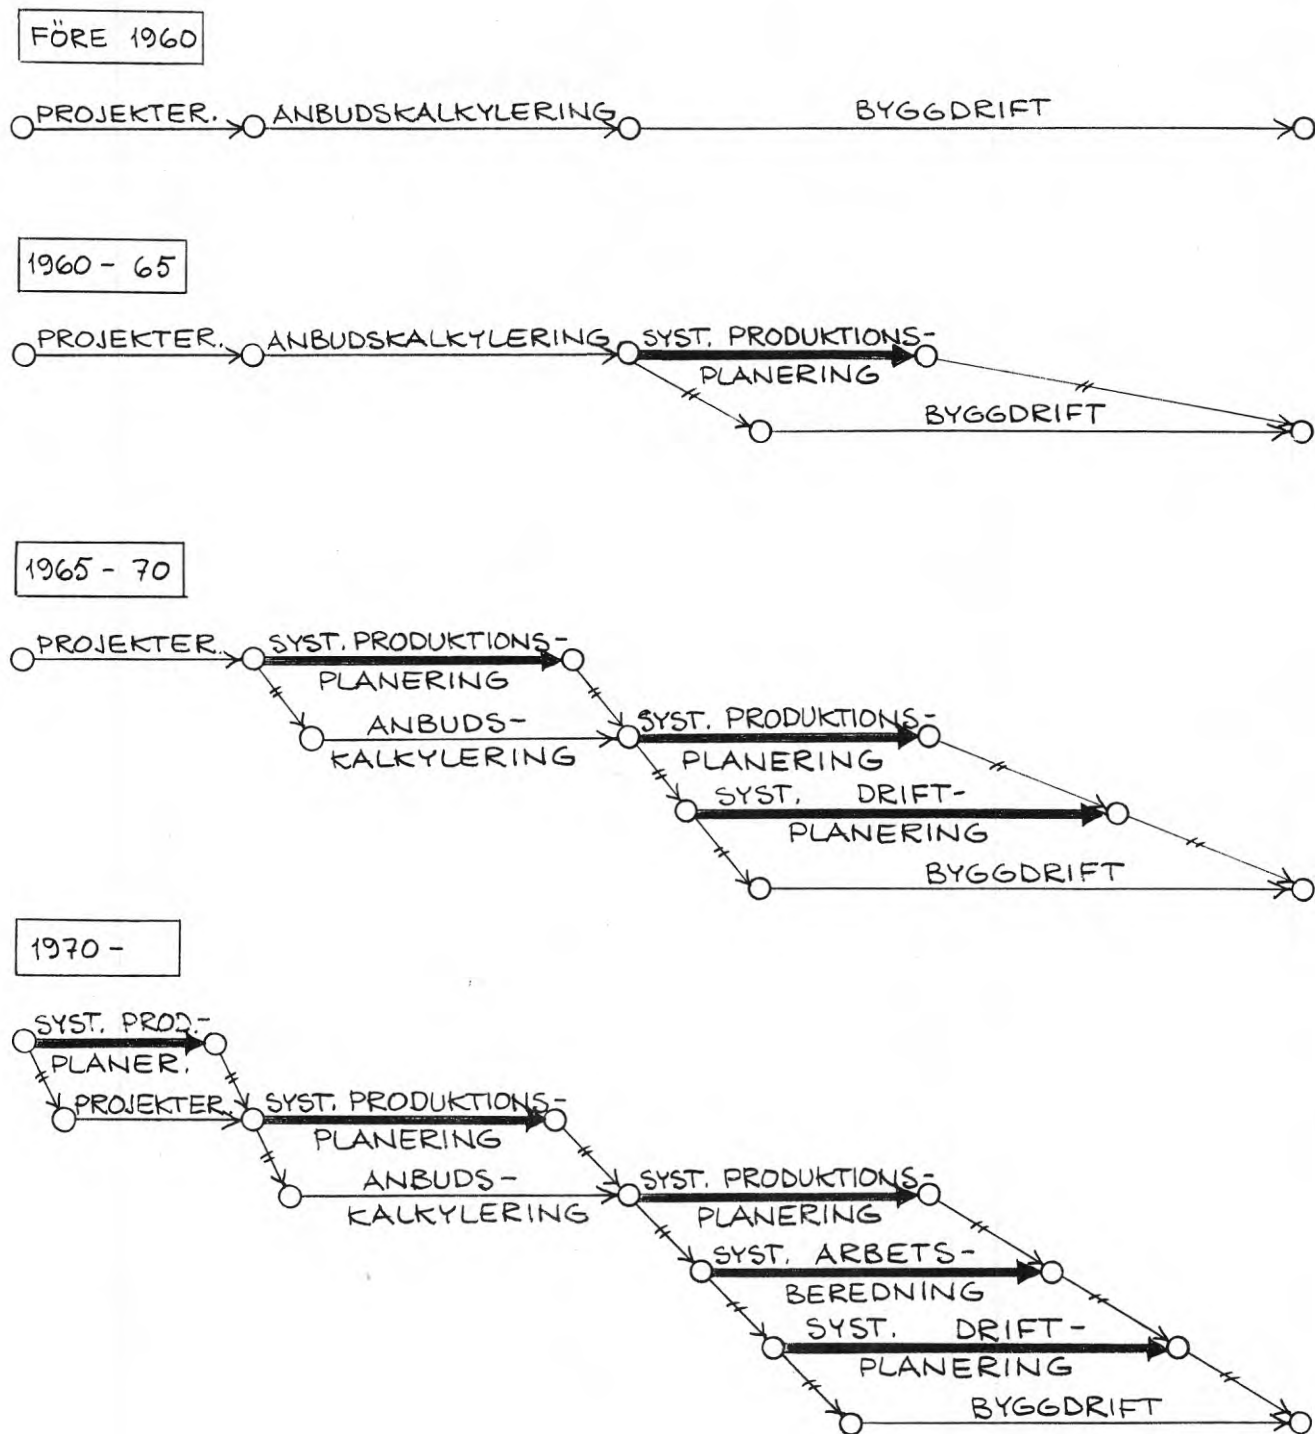 FÖRE 1960
PROJEKTER. ANBUDSKALKYLERING BYGGDRIFT
1960 - 65
PROJEKTER. ANBUDSKALKYLERING SYST. PRODUKTIONS-
PLANERING
BYGGDRIFT
1965 - 70
PROJEKTER. SYST. PRODUKTIONS-
PLANERING
ANBUDS-
KALKYLERING
SYST. PRODUKTIONS-
PLANERING
SYST. DRIFT-
PLANERING
BYGGDRIFT
1970 -
SYST. PROD.-
PLANER.
PROJEKTER.
SYST. PRODUKTIONS-
PLANERING
ANBUDS-
KALKYLERING
SYST. PRODUKTIONS-
PLANERING
SYST. ARBETS-
BEREDNING
SYST. DRIFT-
PLANERING
BYGGDRIFT